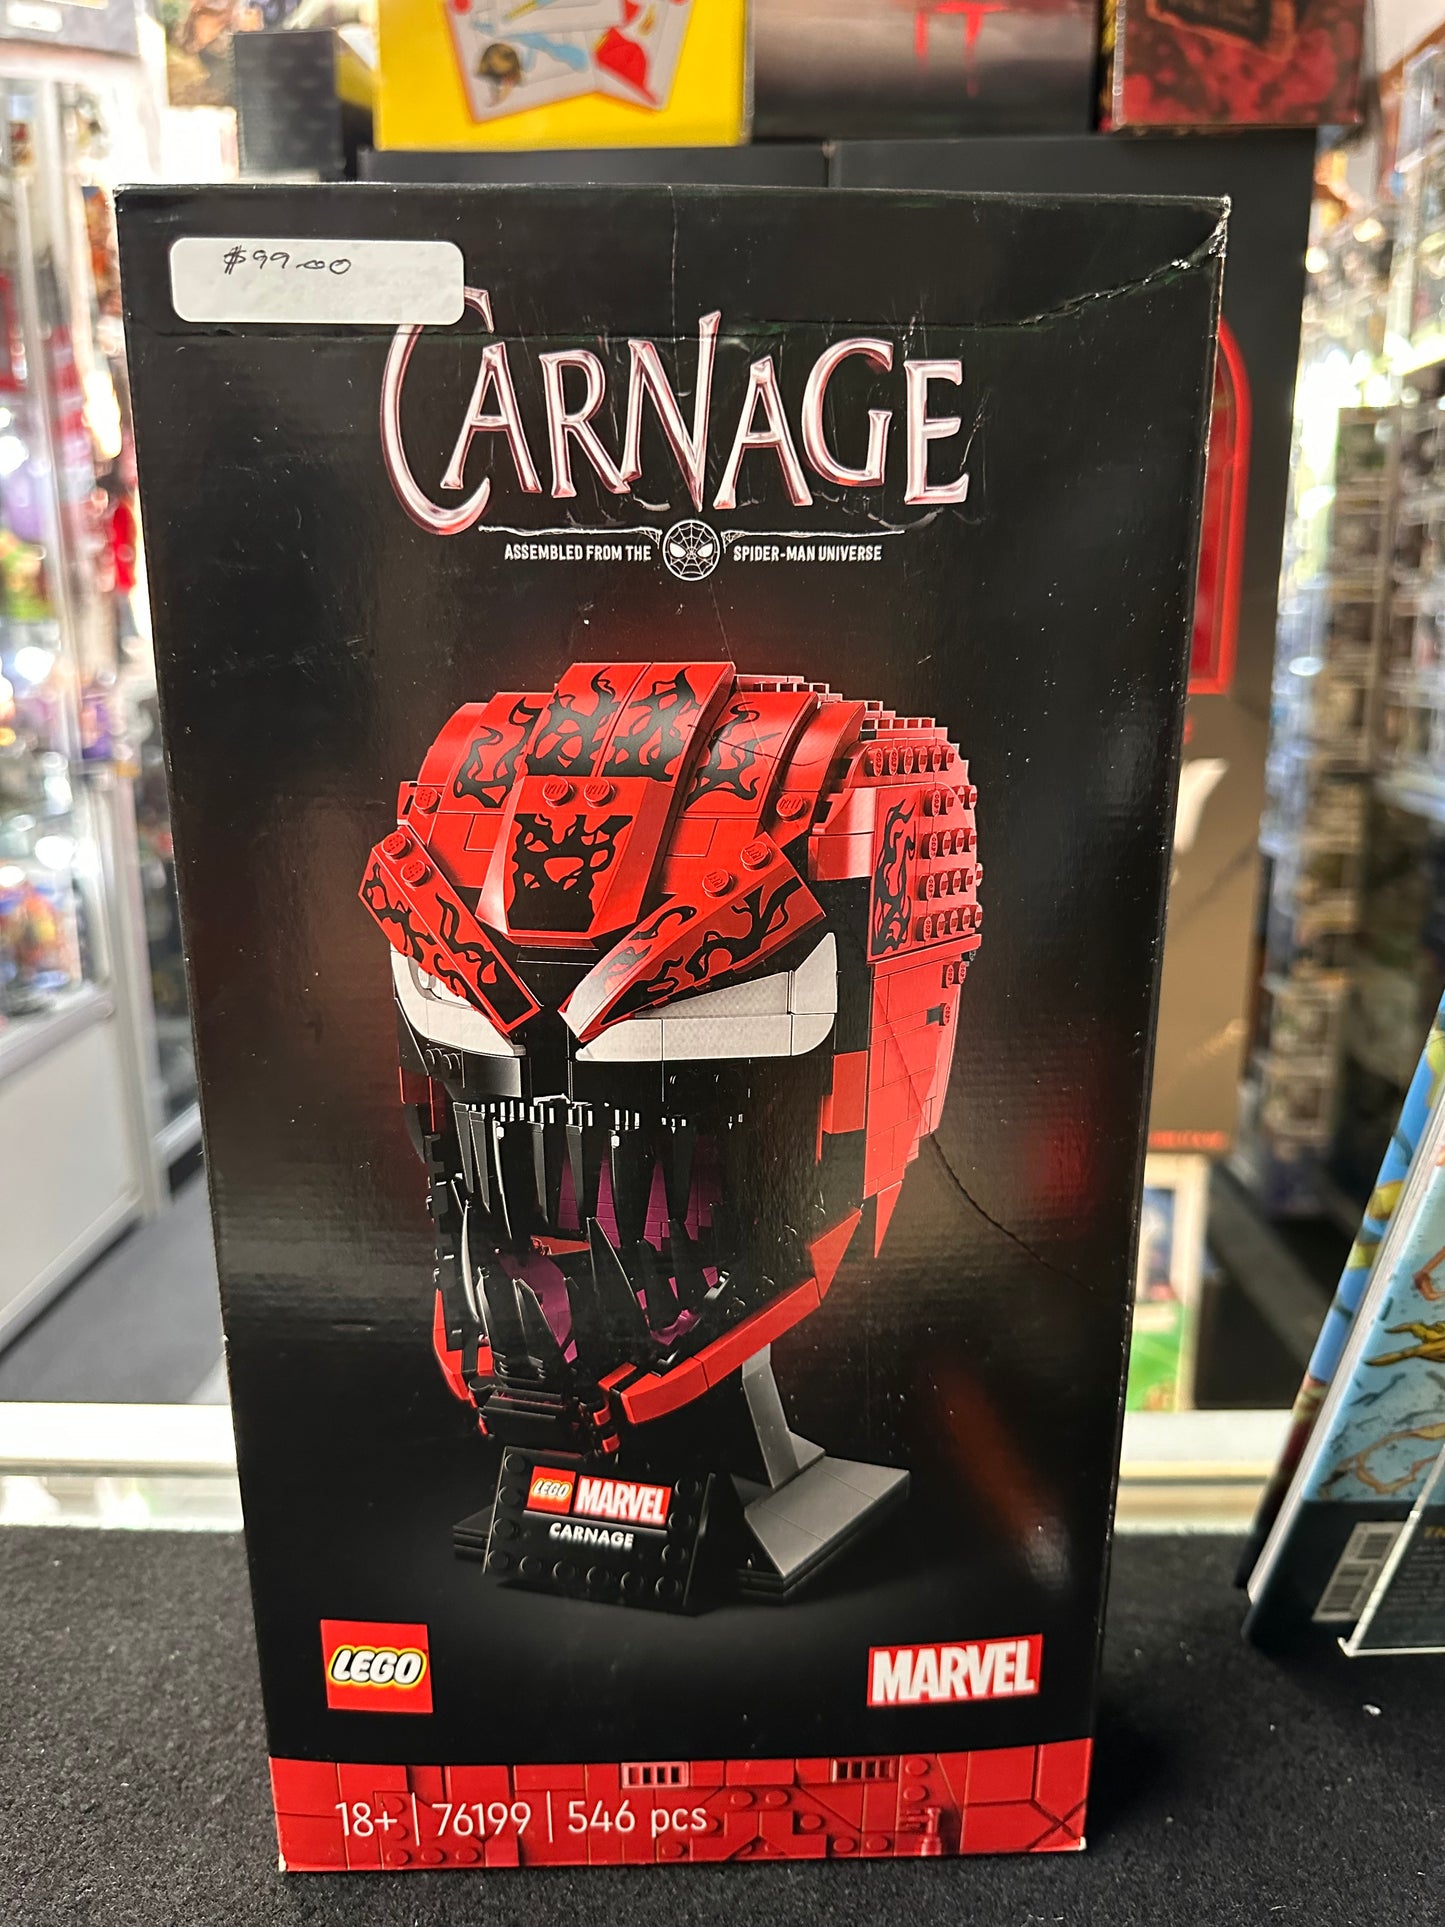 $99.00
CARNAGE
ASSEMBLED FROM THE SPIDER-MAN UNIVERSE
LEGO MARVEL
CARNAGE
LEGO
MARVEL
18+ | 76199 | 546 pcs